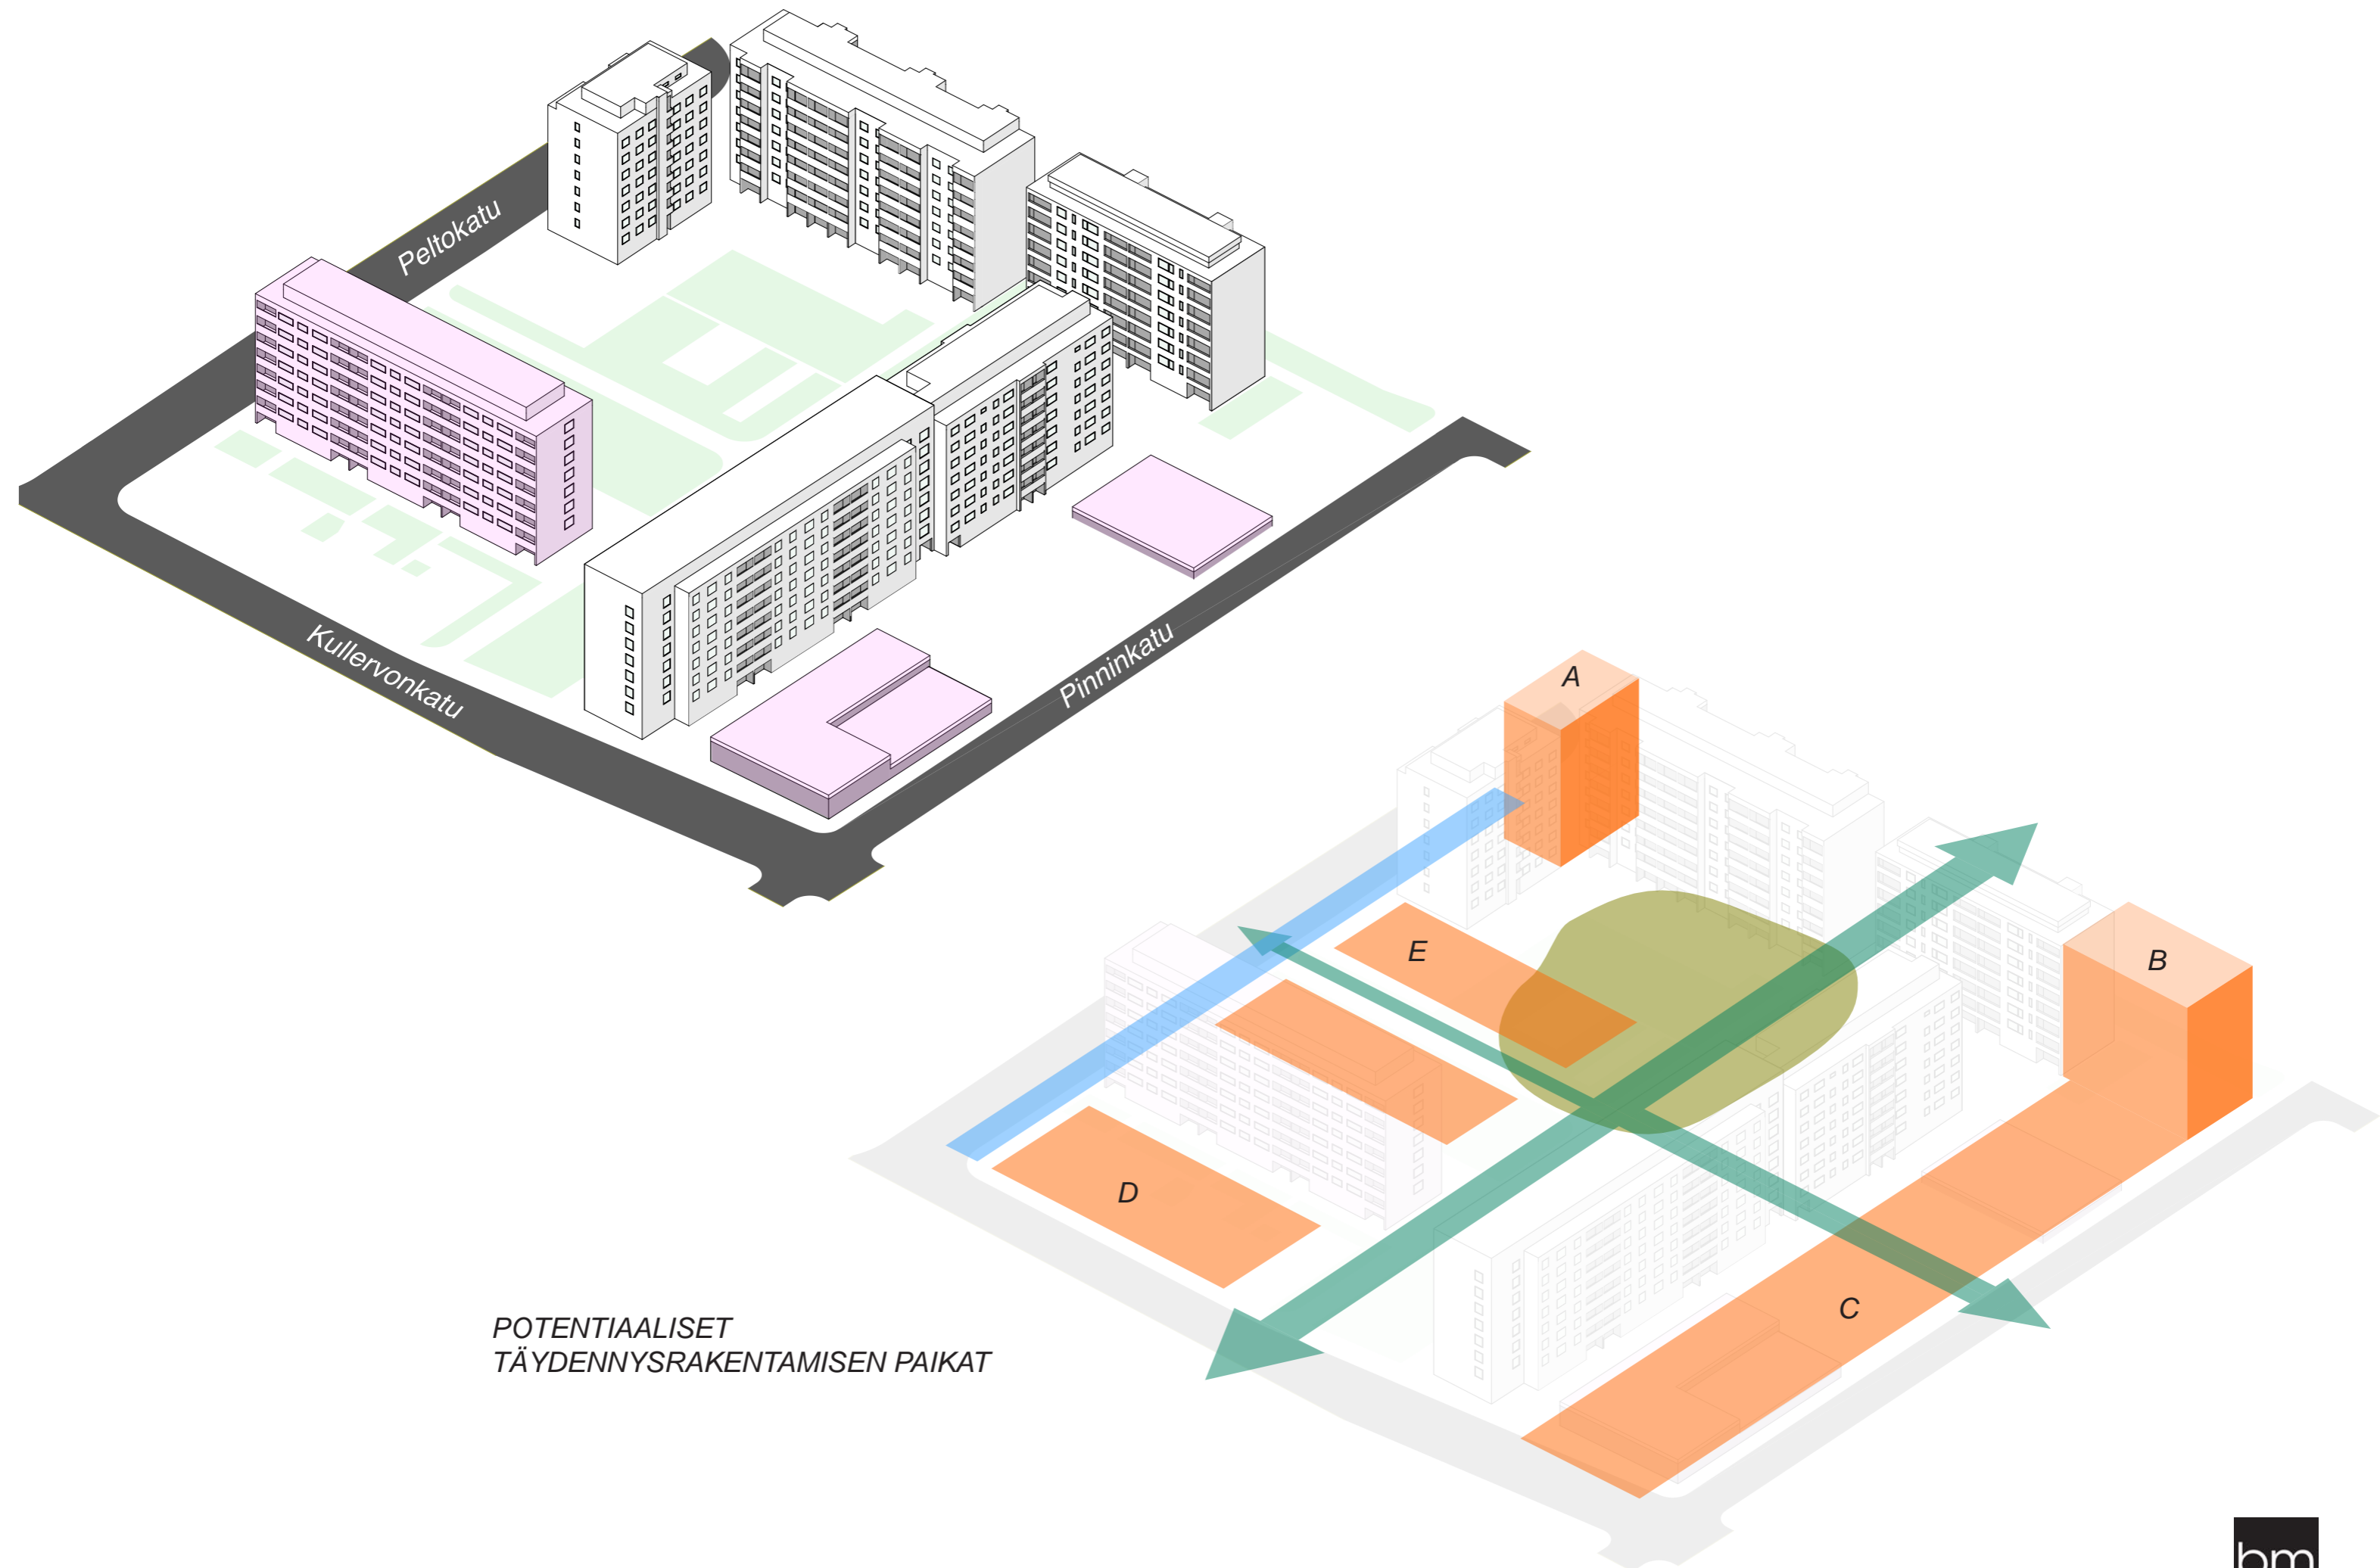 Peltokatu
Kullervonkatu
Pinninkatu
A
B
E
D
C
POTENTIAALISET
TÄYDENNYSRAKENTAMISEN PAIKAT
bm